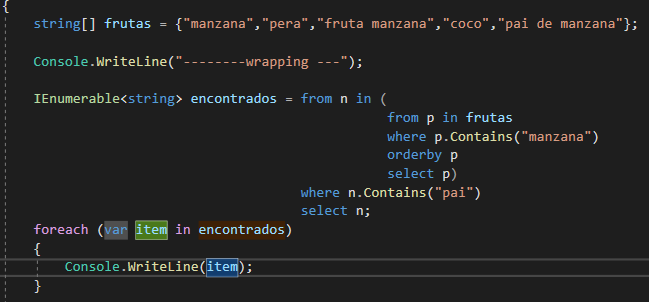 {
string[] frutas = {"manzana","pera","fruta manzana","coco","pai de manzana"};
Console.WriteLine("--------wrapping ---");
IEnumerable<string> encontrados = from n in (
from p in frutas
where p.Contains("manzana")
orderby p
select p)
where n.Contains("pai")
select n;
foreach (var item in encontrados)
{
Console.WriteLine(item);
}